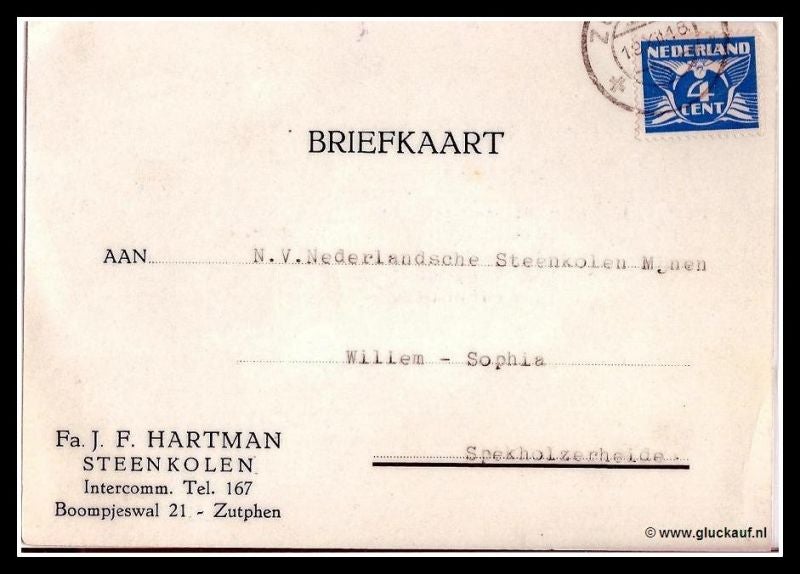 NEDERLAND
4
CENT
BRIEFKAART
AAN N.V.Nederlandsche Steenkolen Mijnen
Willem - Sophia
Spekholzerheide.
Fa. J. F. HARTMAN
STEENKOLEN
Intercomm. Tel. 167
Boompjeswal 21 - Zutphen
© www.gluckauf.nl